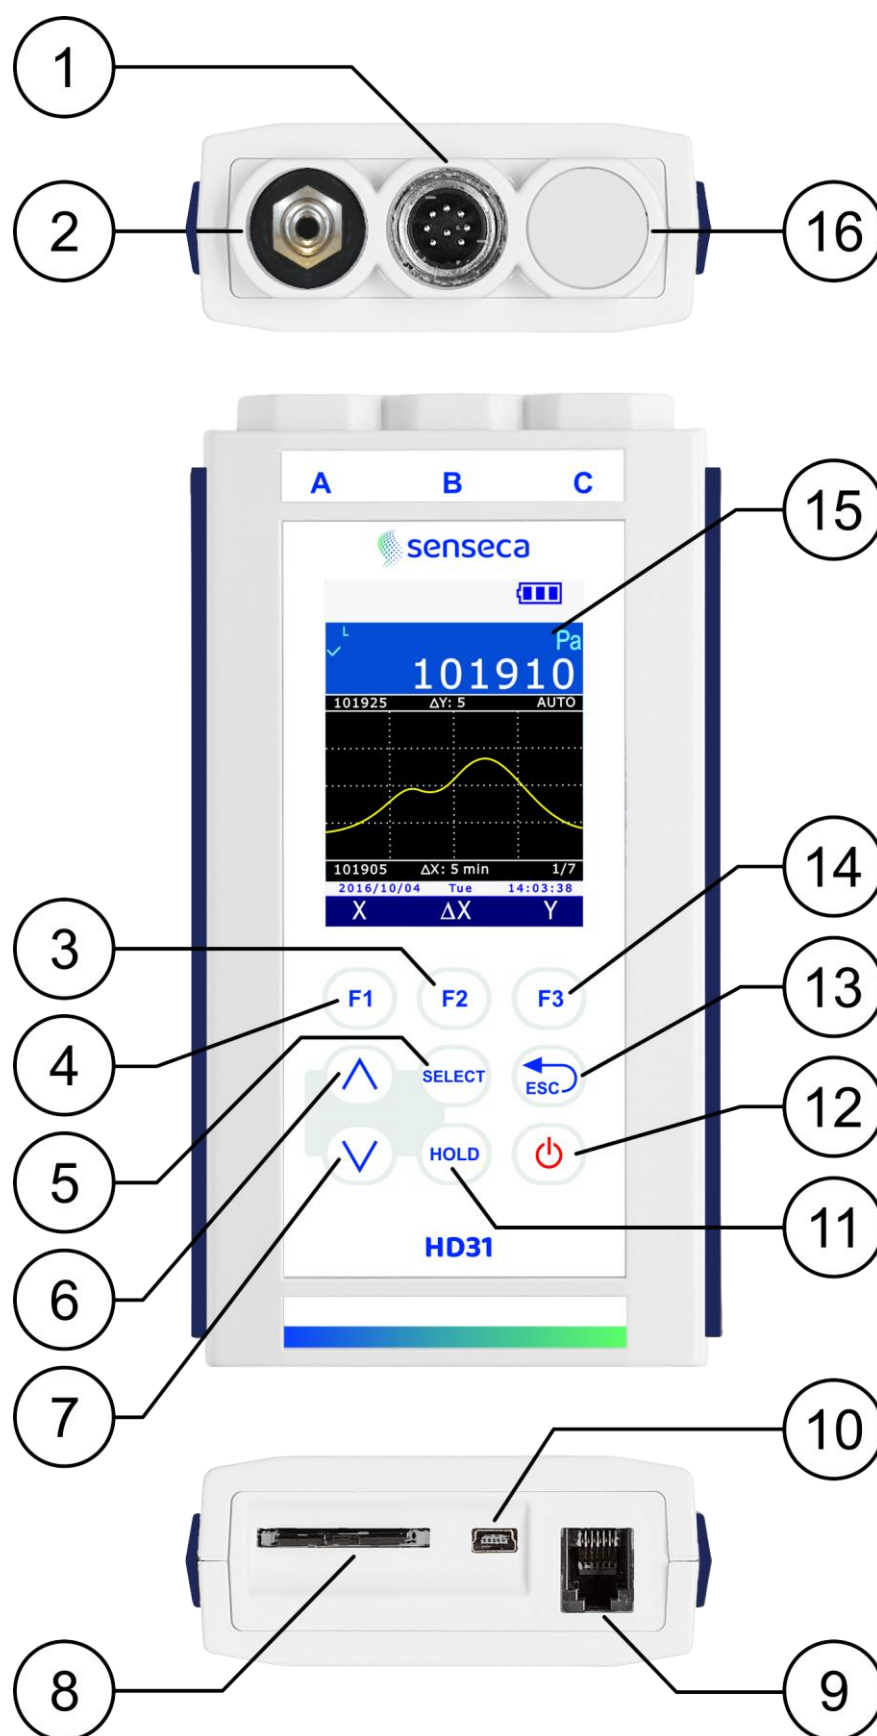 1
2
16
A B C
15
senseca
L
Pa
101910
101925 ΔY: 5 AUTO
101905 ΔX: 5 min 1/7
2016/10/04 Tue 14:03:38
X ΔX Y
14
3
F1 F2 F3
13
4
SELECT
ESC
12
5
HOLD
11
6
HD31
7
10
8
9